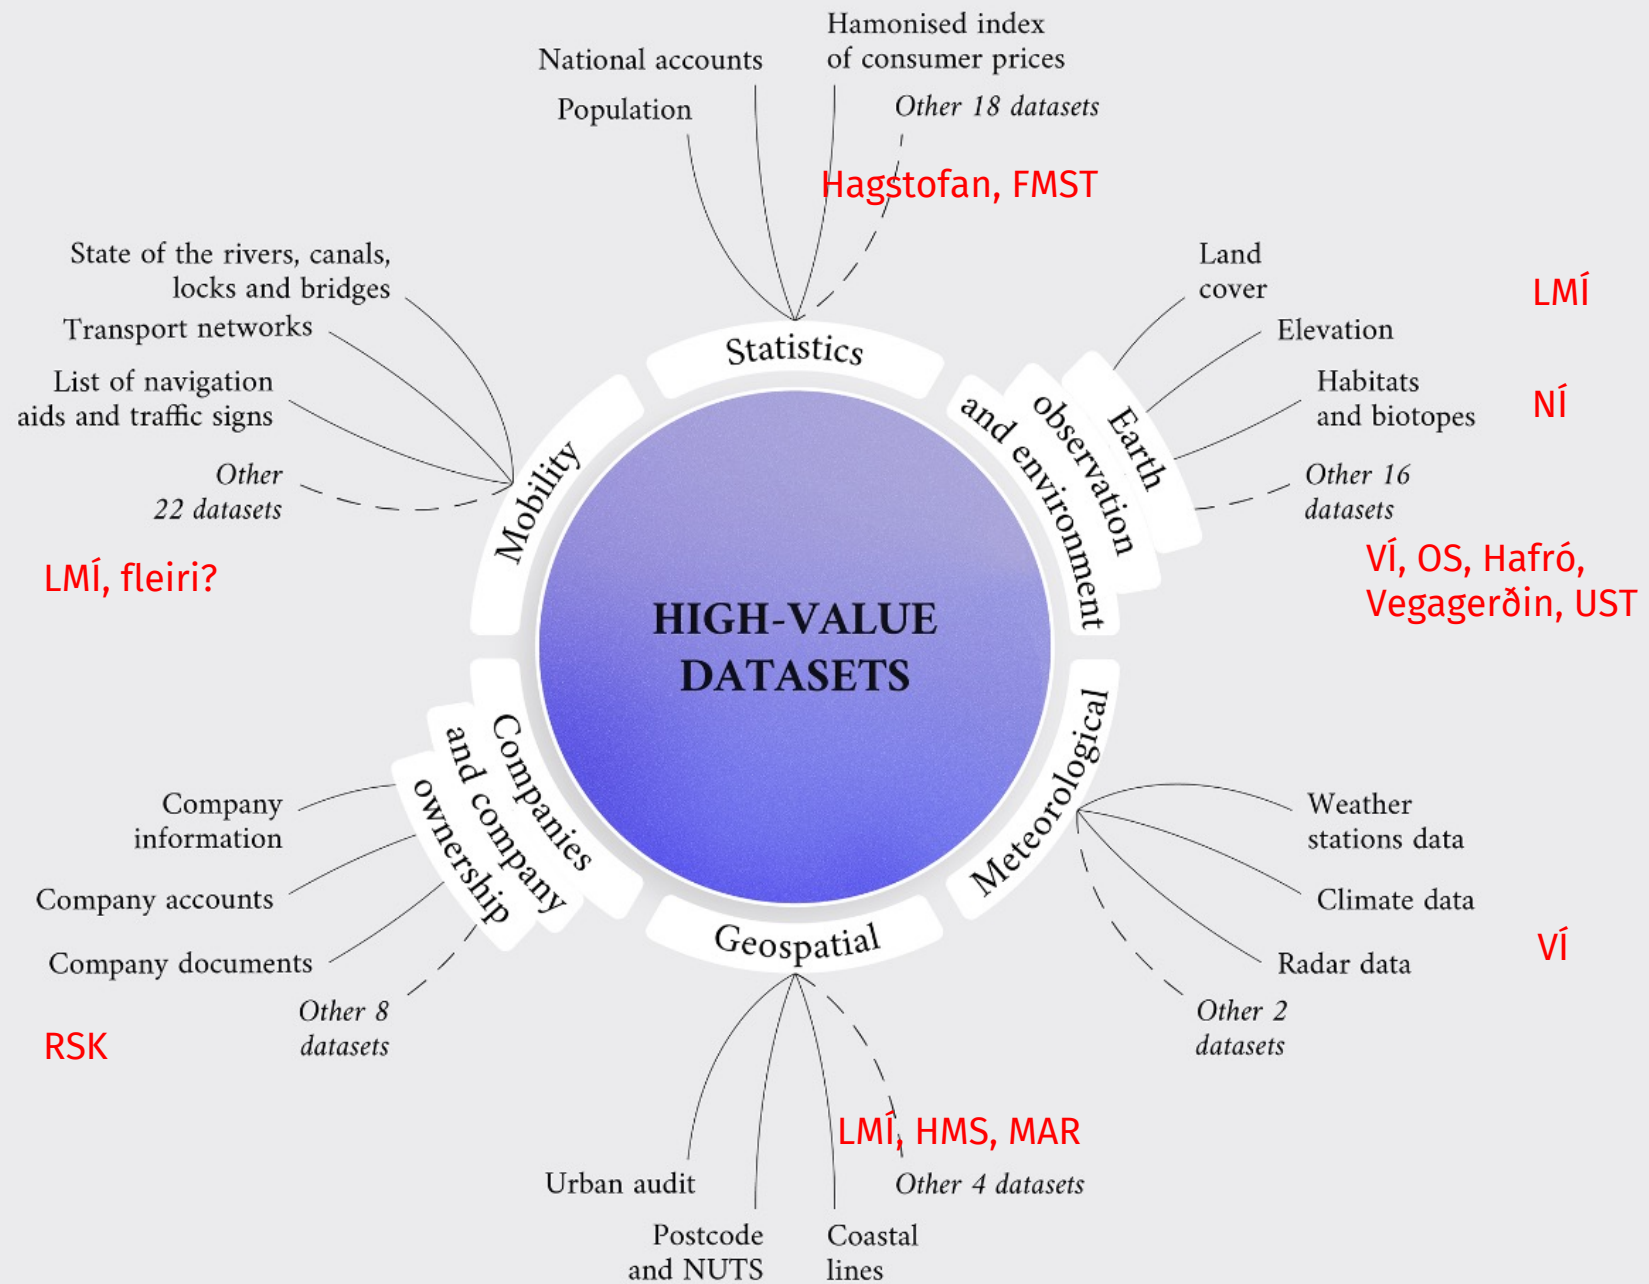 National accounts
Population
Hamonised index
of consumer prices
Other 18 datasets
Hagstofan, FMST
Statistics
State of the rivers, canals,
locks and bridges
Transport networks
List of navigation
aids and traffic signs
Other
22 datasets
Mobility
LMÍ, fleiri?
Land
cover
LMÍ
Elevation
Habitats
and biotopes
NÍ
Other 16
datasets
Earth
observation
and environment
VÍ, OS, Hafró,
Vegagerðin, UST
HIGH-VALUE
DATASETS
Companies
and company
ownership
Company
information
Company accounts
Company documents
Other 8
datasets
RSK
Meteorological
Weather
stations data
Climate data
Radar data
VÍ
Other 2
datasets
Geospatial
LMÍ, HMS, MAR
Urban audit
Other 4 datasets
Postcode
and NUTS
Coastal
lines